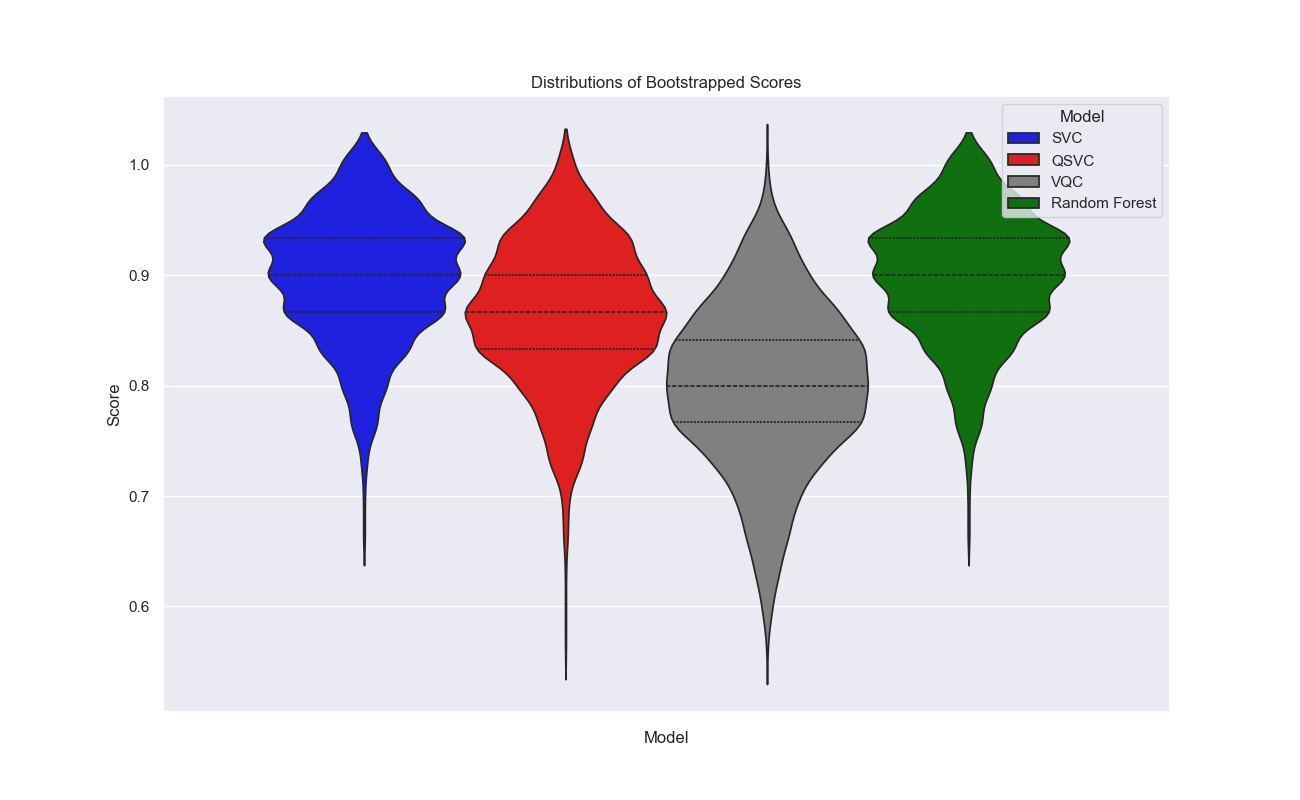 Distributions of Bootstrapped Scores
Model
SVC
QSVC
VQC
Random Forest
1.0
0.9
0.8
0.7
0.6
Score
Model